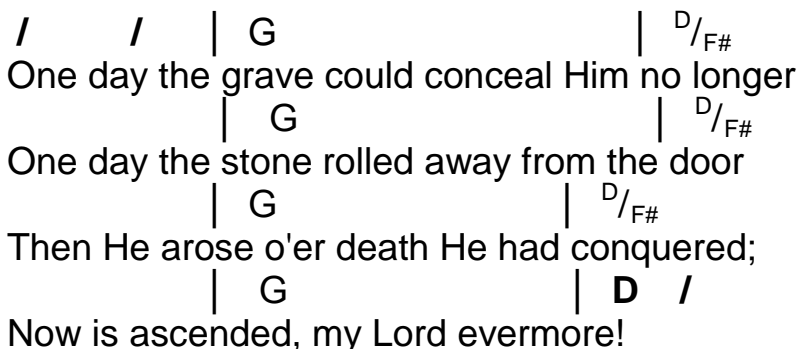 / / | G | D/F#
One day the grave could conceal Him no longer
| G | D/F#
One day the stone rolled away from the door
| G | D/F#
Then He arose o'er death He had conquered;
| G | D /
Now is ascended, my Lord evermore!